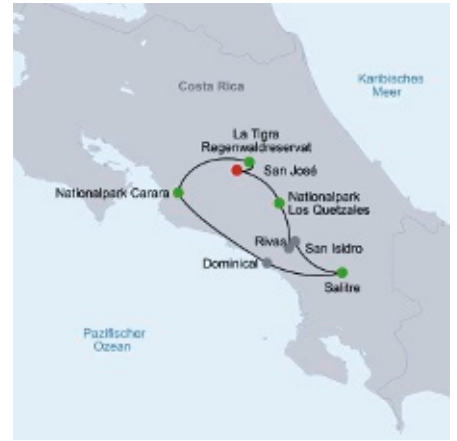 Karibisches
Meer
Costa Rica
La Tigra
Regenwaldreservat
San José
Nationalpark Carara
Nationalpark
Los Quetzales
Rivas
San Isidro
Dominical
Salitre
Pazifischer
Ozean